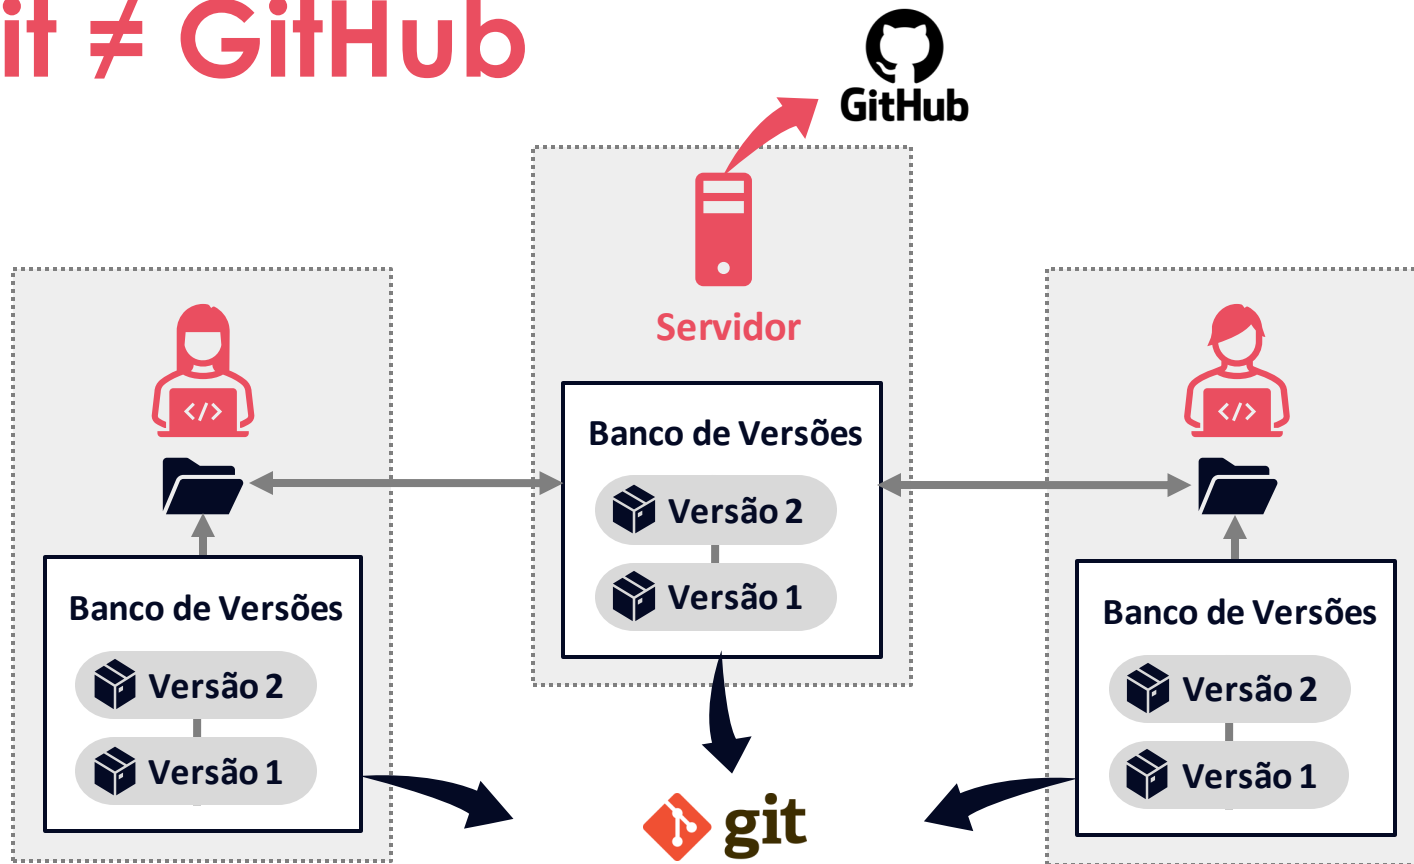 it ≠ GitHub
GitHub
Servidor
Banco de Versões
Versão 2
Versão 1
</>
Banco de Versões
Versão 2
Versão 1
</>
Banco de Versões
Versão 2
Versão 1
git